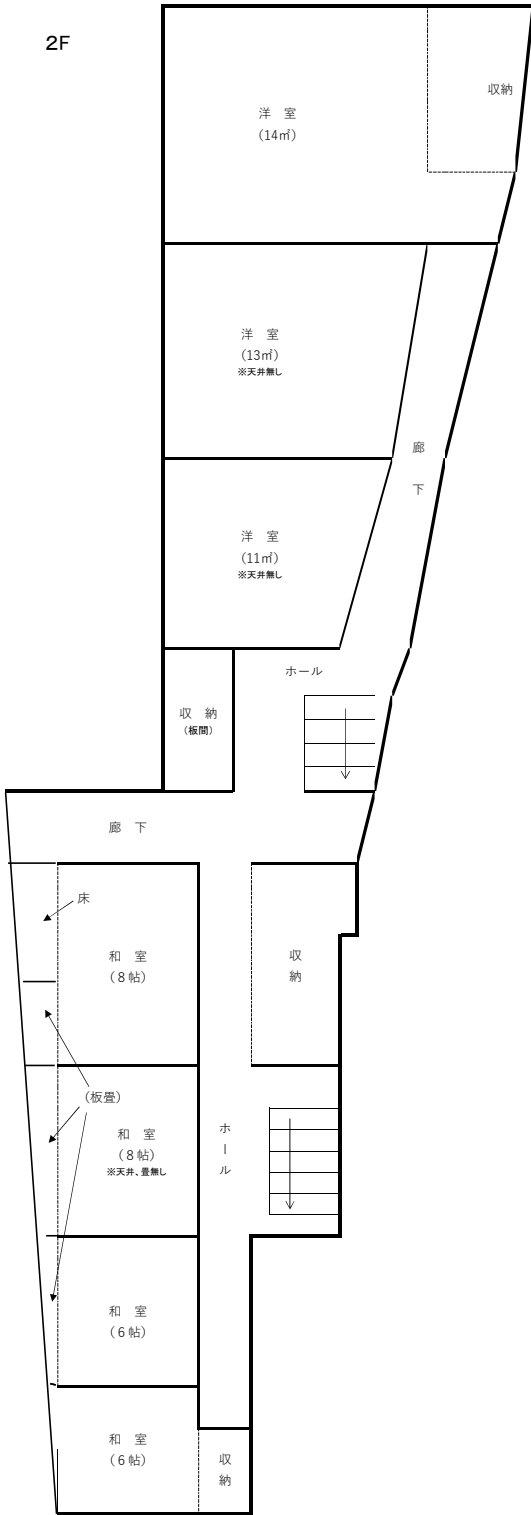 2F
収納
洋 室
(14㎡)
洋 室
(13㎡)
※天井無し
廊
下
洋 室
(11㎡)
※天井無し
ホール
収 納
(板間)
廊 下
床
和 室
(8帖)
収
納
(板畳)
和 室
(8帖)
※天井、畳無し
ホ
ー
ル
和 室
(6帖)
和 室
(6帖)
収
納